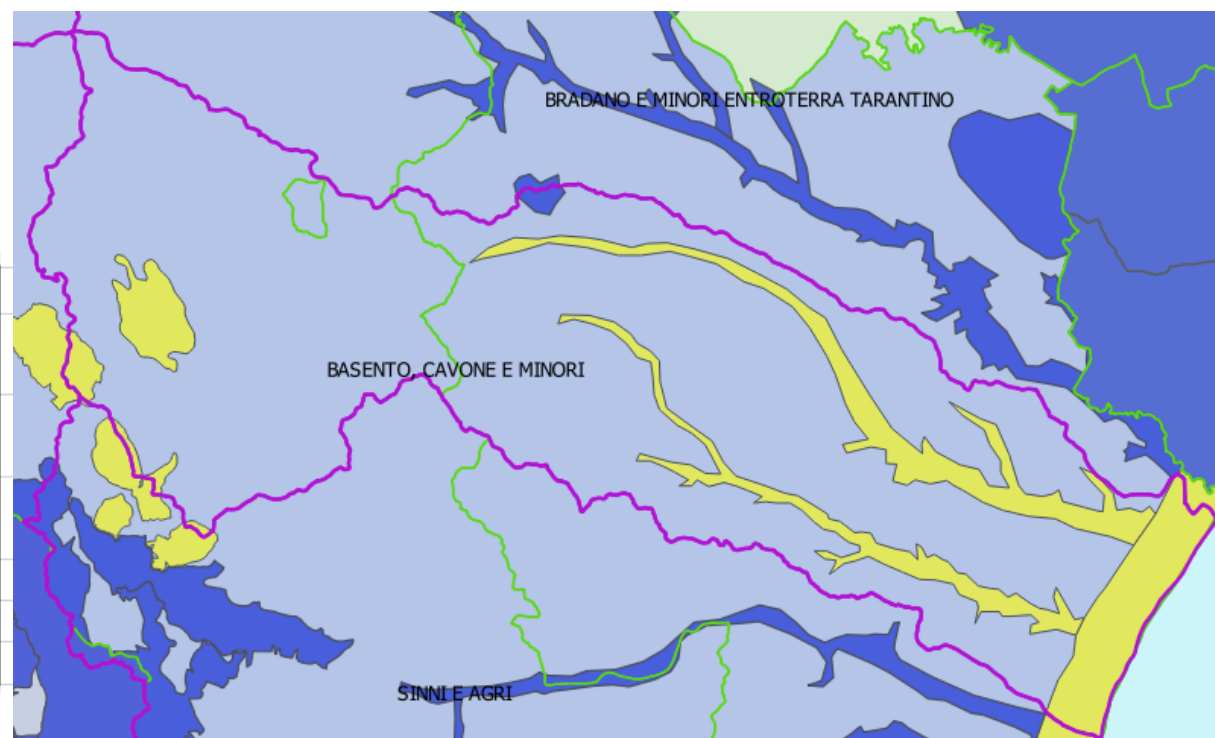 BRADANO E MINORI ENTROTERRA TARANTINO
BASENTO, CAVONE E MINORI
SINNI E AGRI